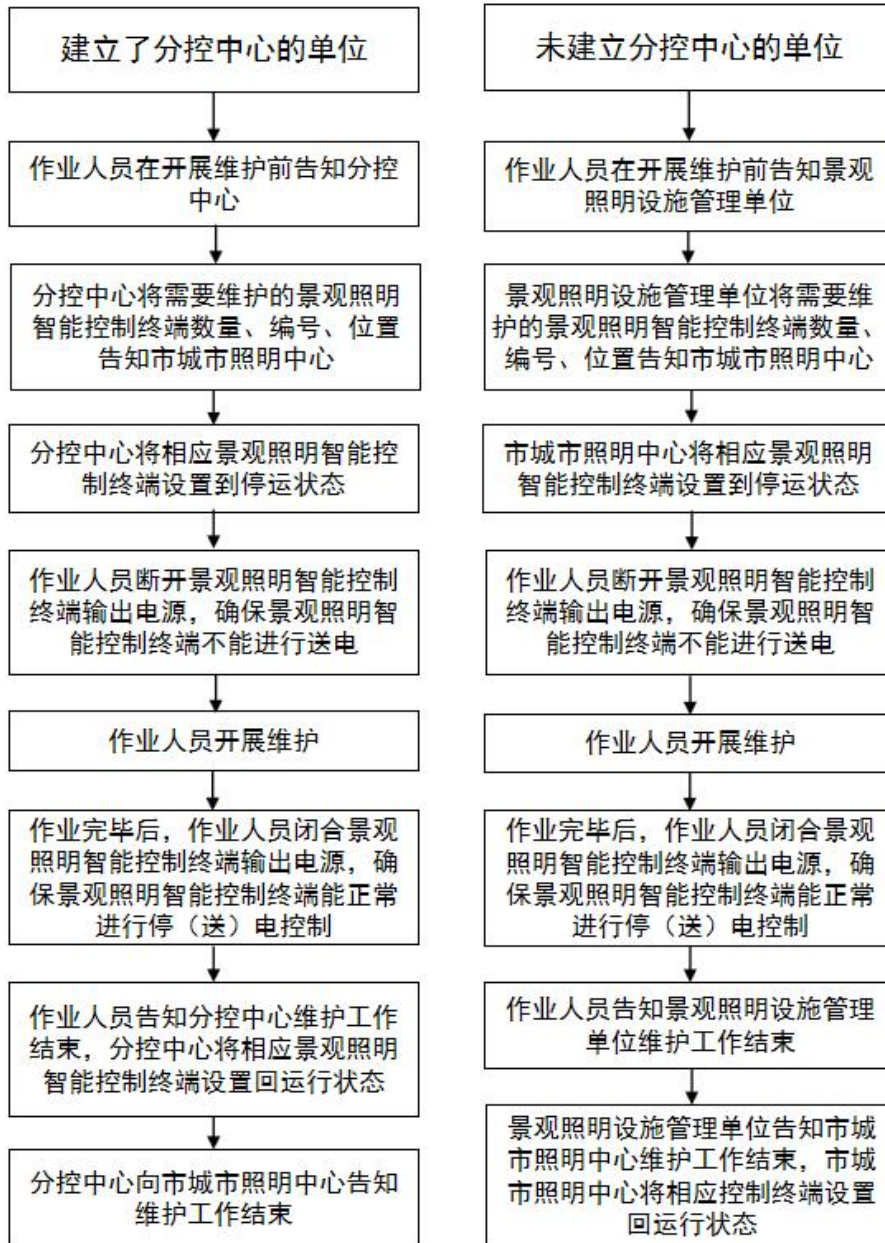 建立了分控中心的单位
作业人员在开展维护前告知分控
中心
分控中心将需要维护的景观照明
智能控制终端数量、编号、位置
告知市城市照明中心
分控中心将相应景观照明智能控
制终端设置到停运状态
作业人员断开景观照明智能控制
终端输出电源，确保景观照明智
能控制终端不能进行送电
作业人员开展维护
作业完毕后，作业人员闭合景观
照明智能控制终端输出电源，确
保景观照明智能控制终端能正常
进行停（送）电控制
作业人员告知分控中心维护工作
结束，分控中心将相应景观照明
智能控制终端设置回运行状态
分控中心向市城市照明中心告知
维护工作结束
未建立分控中心的单位
作业人员在开展维护前告知景观
照明设施管理单位
景观照明设施管理单位将需要维
护的景观照明智能控制终端数量、
编号、位置告知市城市照明中心
市城市照明中心将相应景观照明
智能控制终端设置到停运状态
作业人员断开景观照明智能控制
终端输出电源，确保景观照明智
能控制终端不能进行送电
作业人员开展维护
作业完毕后，作业人员闭合景观
照明智能控制终端输出电源，确
保景观照明智能控制终端能正常
进行停（送）电控制
作业人员告知景观照明设施管理
单位维护工作结束
景观照明设施管理单位告知市城
市照明中心维护工作结束，市城
市照明中心将相应控制终端设置
回运行状态